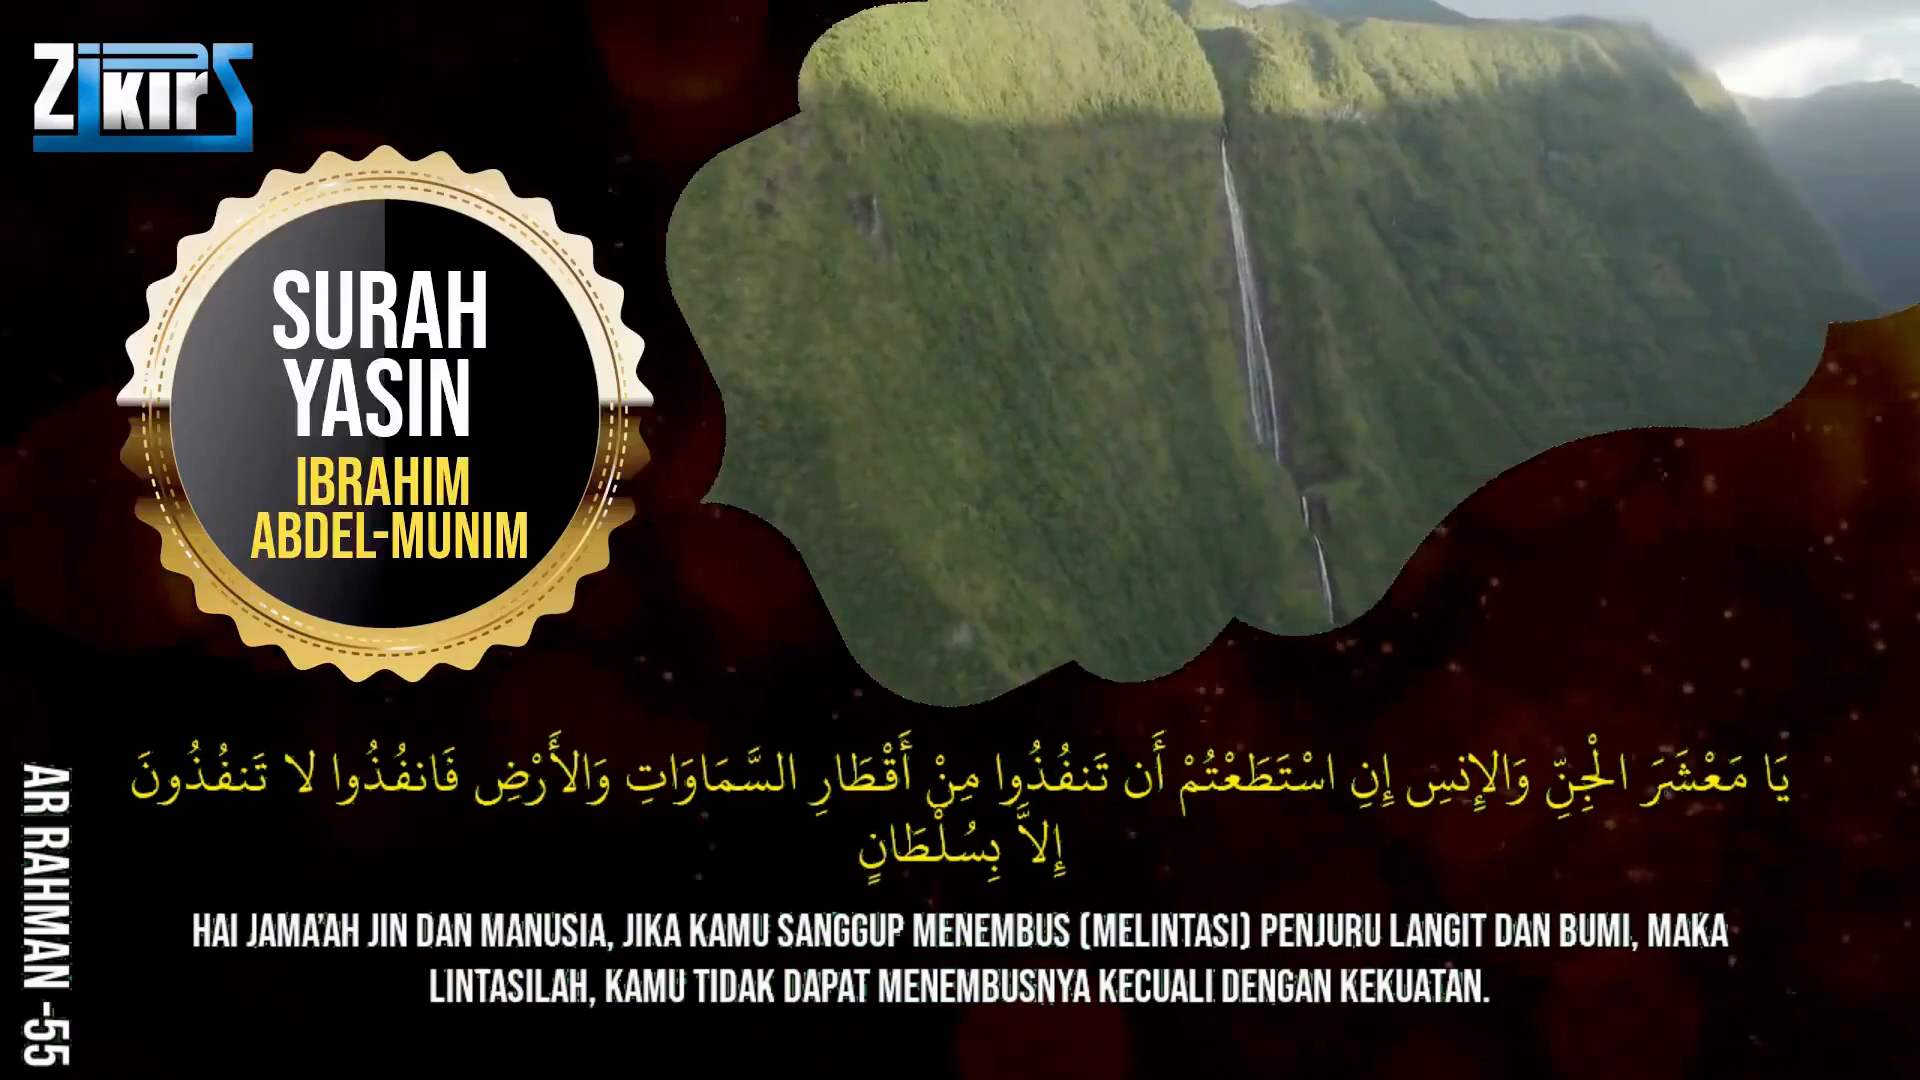 ZikirTV
SURAH
YASIN
IBRAHIM
ABDEL-MUNIM
يَا مَعْشَرَ الْجِنِّ وَالإِنسِ إِنِ اسْتَطَعْتُمْ أَن تَنفُذُوا مِنْ أَقْطَارِ السَّمَاوَاتِ وَالأَرْضِ فَانفُذُوا لا تَنفُذُونَ
إِلاَّ بِسُلْطَانٍ
HAI JAMA'AH JIN DAN MANUSIA, JIKA KAMU SANGGUP MENEMBUS (MELINTASI) PENJURU LANGIT DAN BUMI, MAKA
LINTASILAH, KAMU TIDAK DAPAT MENEMBUSNYA KECUALI DENGAN KEKUATAN.
AR RAHMAN -55